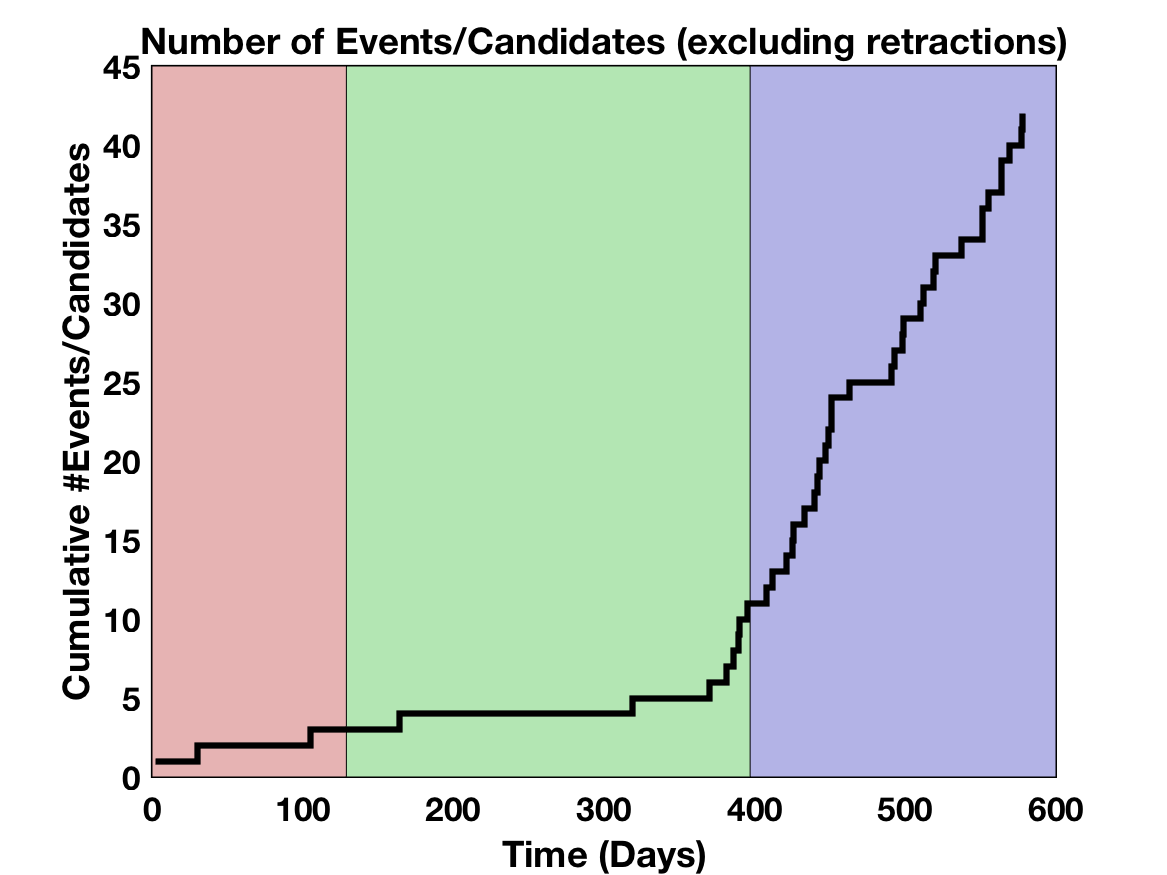 Number of Events/Candidates (excluding retractions)
45
40
35
30
25
20
15
10
5
0
Cumulative #Events/Candidates
0 100 200 300 400 500 600
Time (Days)